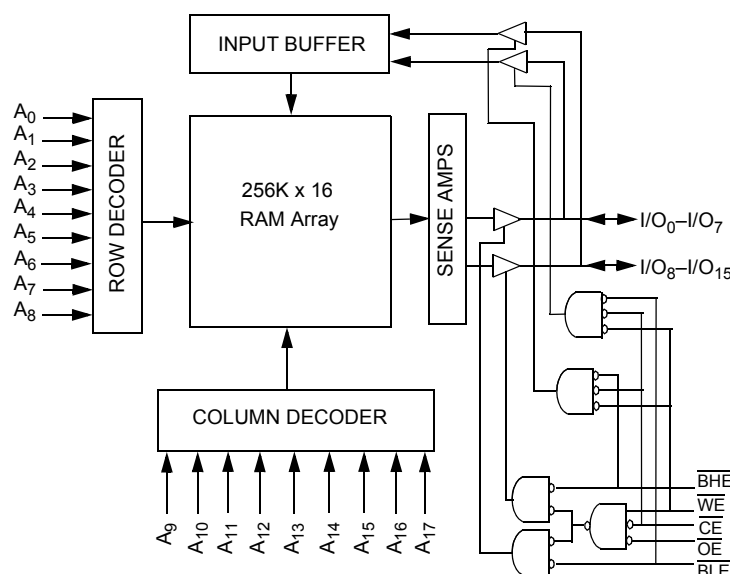 INPUT BUFFER
A0
A1
A2
A3
A4
A5
A6
A7
A8
ROW DECODER
256K x 16
RAM Array
SENSE AMPS
I/O0–I/O7
I/O8–I/O15
COLUMN DECODER
A9
A10
A11
A12
A13
A14
A15
A16
A17
BHE
WE
CE
OE
BLE